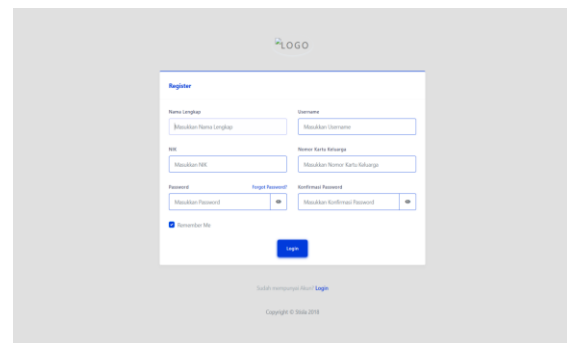 LOGO
Register
Nama Lengkap
Username
Masukkan Nama Lengkap
Masukkan Username
NIK
Nomor Kartu Keluarga
Masukkan NIK
Masukkan Nomor Kartu Keluarga
Password
Forgot Password?
Konfirmasi Password
Masukkan Password
Masukkan Konfirmasi Password
Remember Me
Login
Sudah mempunyai Akun? Login
Copyright © 2018